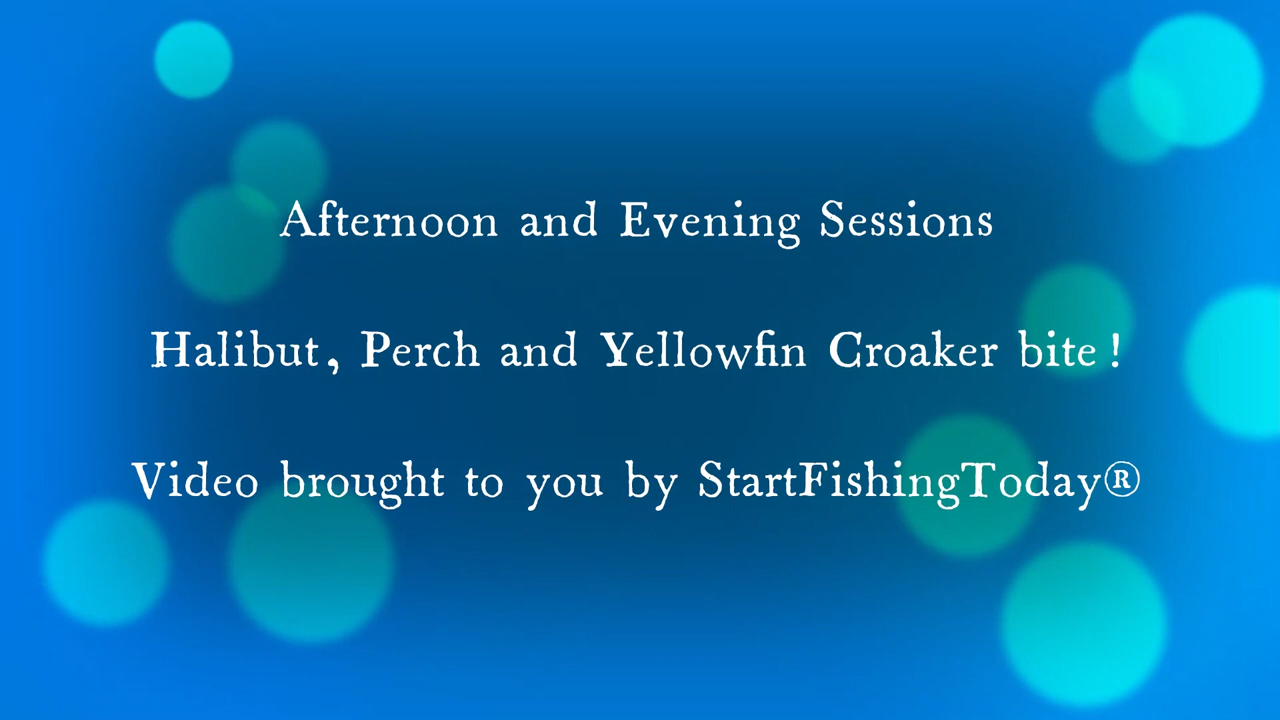 Afternoon and Evening Sessions
Halibut, Perch and Yellowfin Croaker bite!
Video brought to you by StartFishingToday®